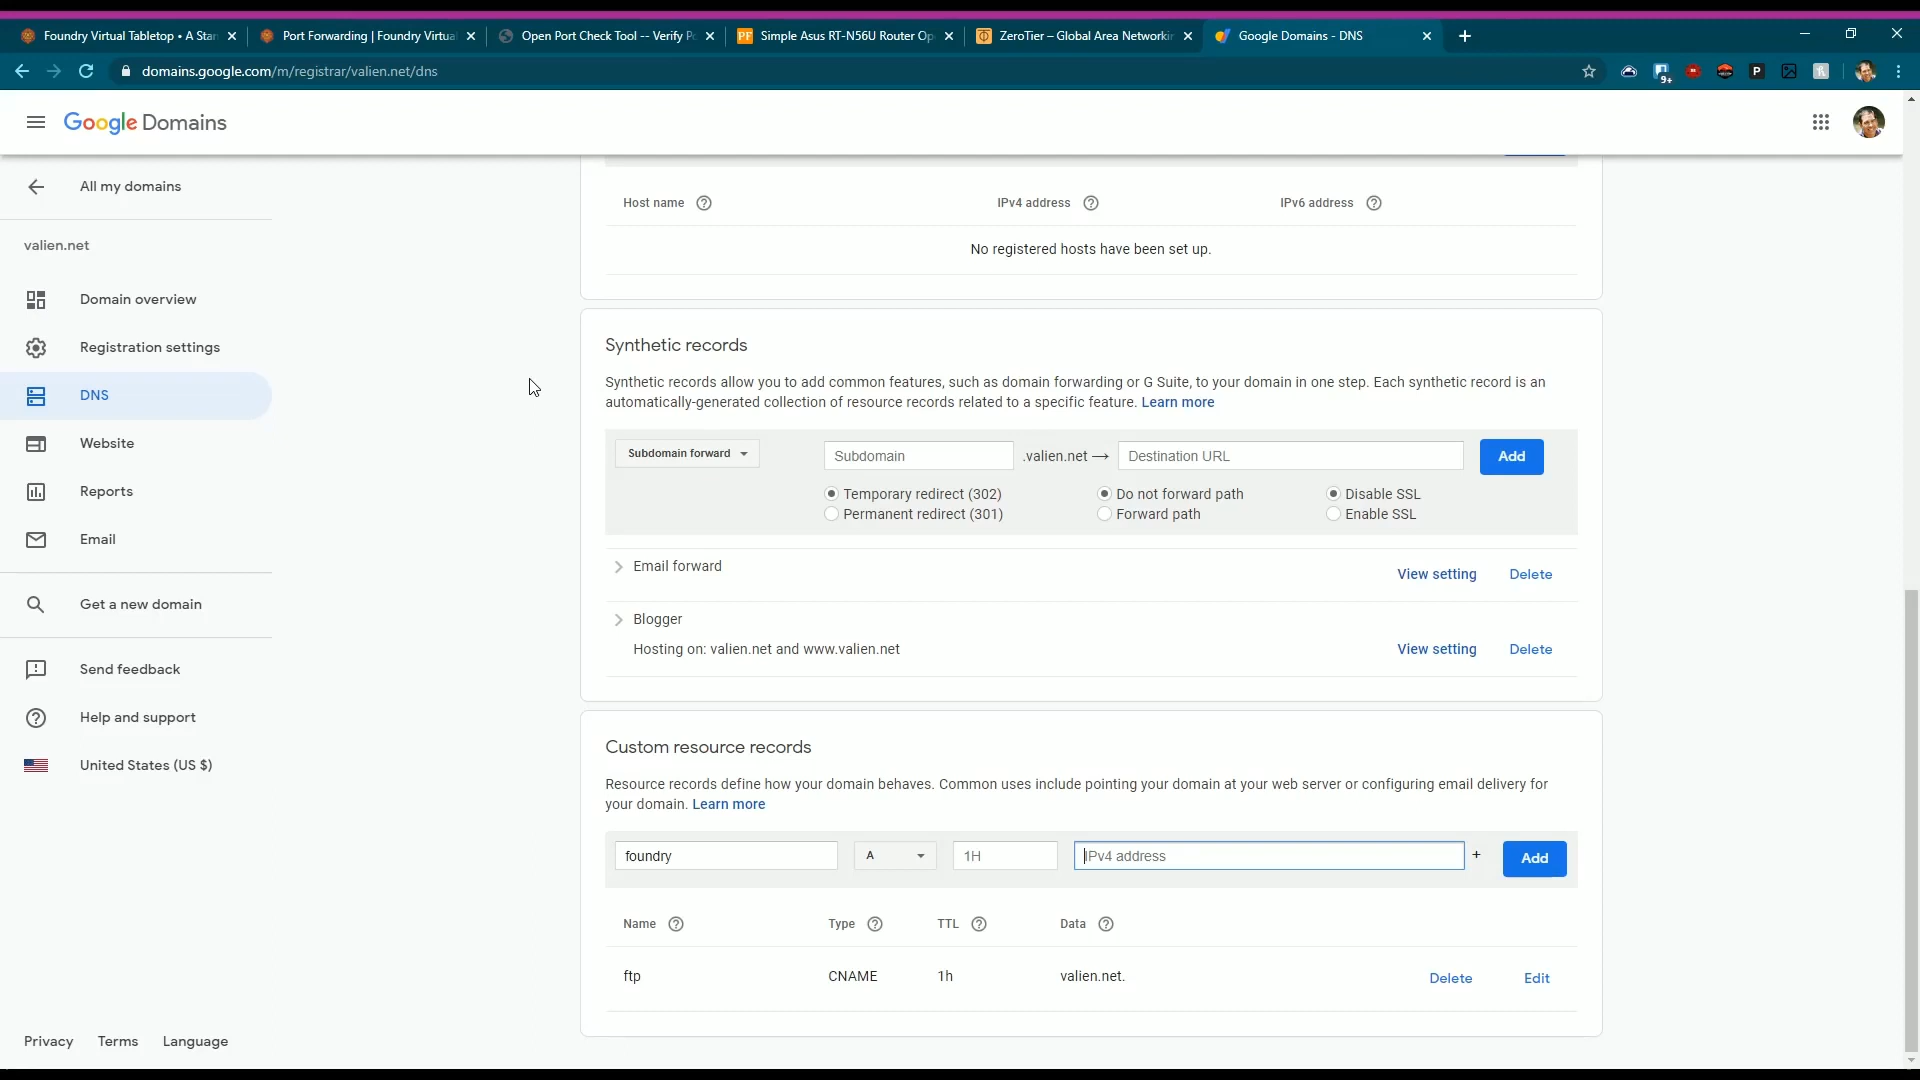 Foundry Virtual Tabletop • A Stan
Port Forwarding | Foundry Virtua
Open Port Check Tool -- Verify Po
PF Simple Asus RT-N56U Router Op
ZeroTier – Global Area Networkin
Google Domains - DNS
domains.google.com/m/registrar/valien.net/dns
9+
P
Google Domains
All my domains
valien.net
Domain overview
Registration settings
DNS
Website
Reports
Email
Get a new domain
Send feedback
Help and support
United States (US $)
Privacy Terms Language
Host name IPv4 address IPv6 address
No registered hosts have been set up.
Synthetic records
Synthetic records allow you to add common features, such as domain forwarding or G Suite, to your domain in one step. Each synthetic record is an
automatically-generated collection of resource records related to a specific feature. Learn more
Subdomain forward Subdomain .valien.net → Destination URL Add
Temporary redirect (302) Do not forward path Disable SSL
Permanent redirect (301) Forward path Enable SSL
Email forward
View setting Delete
Blogger
Hosting on: valien.net and www.valien.net View setting Delete
Custom resource records
Resource records define how your domain behaves. Common uses include pointing your domain at your web server or configuring email delivery for
your domain. Learn more
foundry A 1H IPv4 address + Add
Name Type TTL Data
ftp CNAME 1h valien.net. Delete Edit